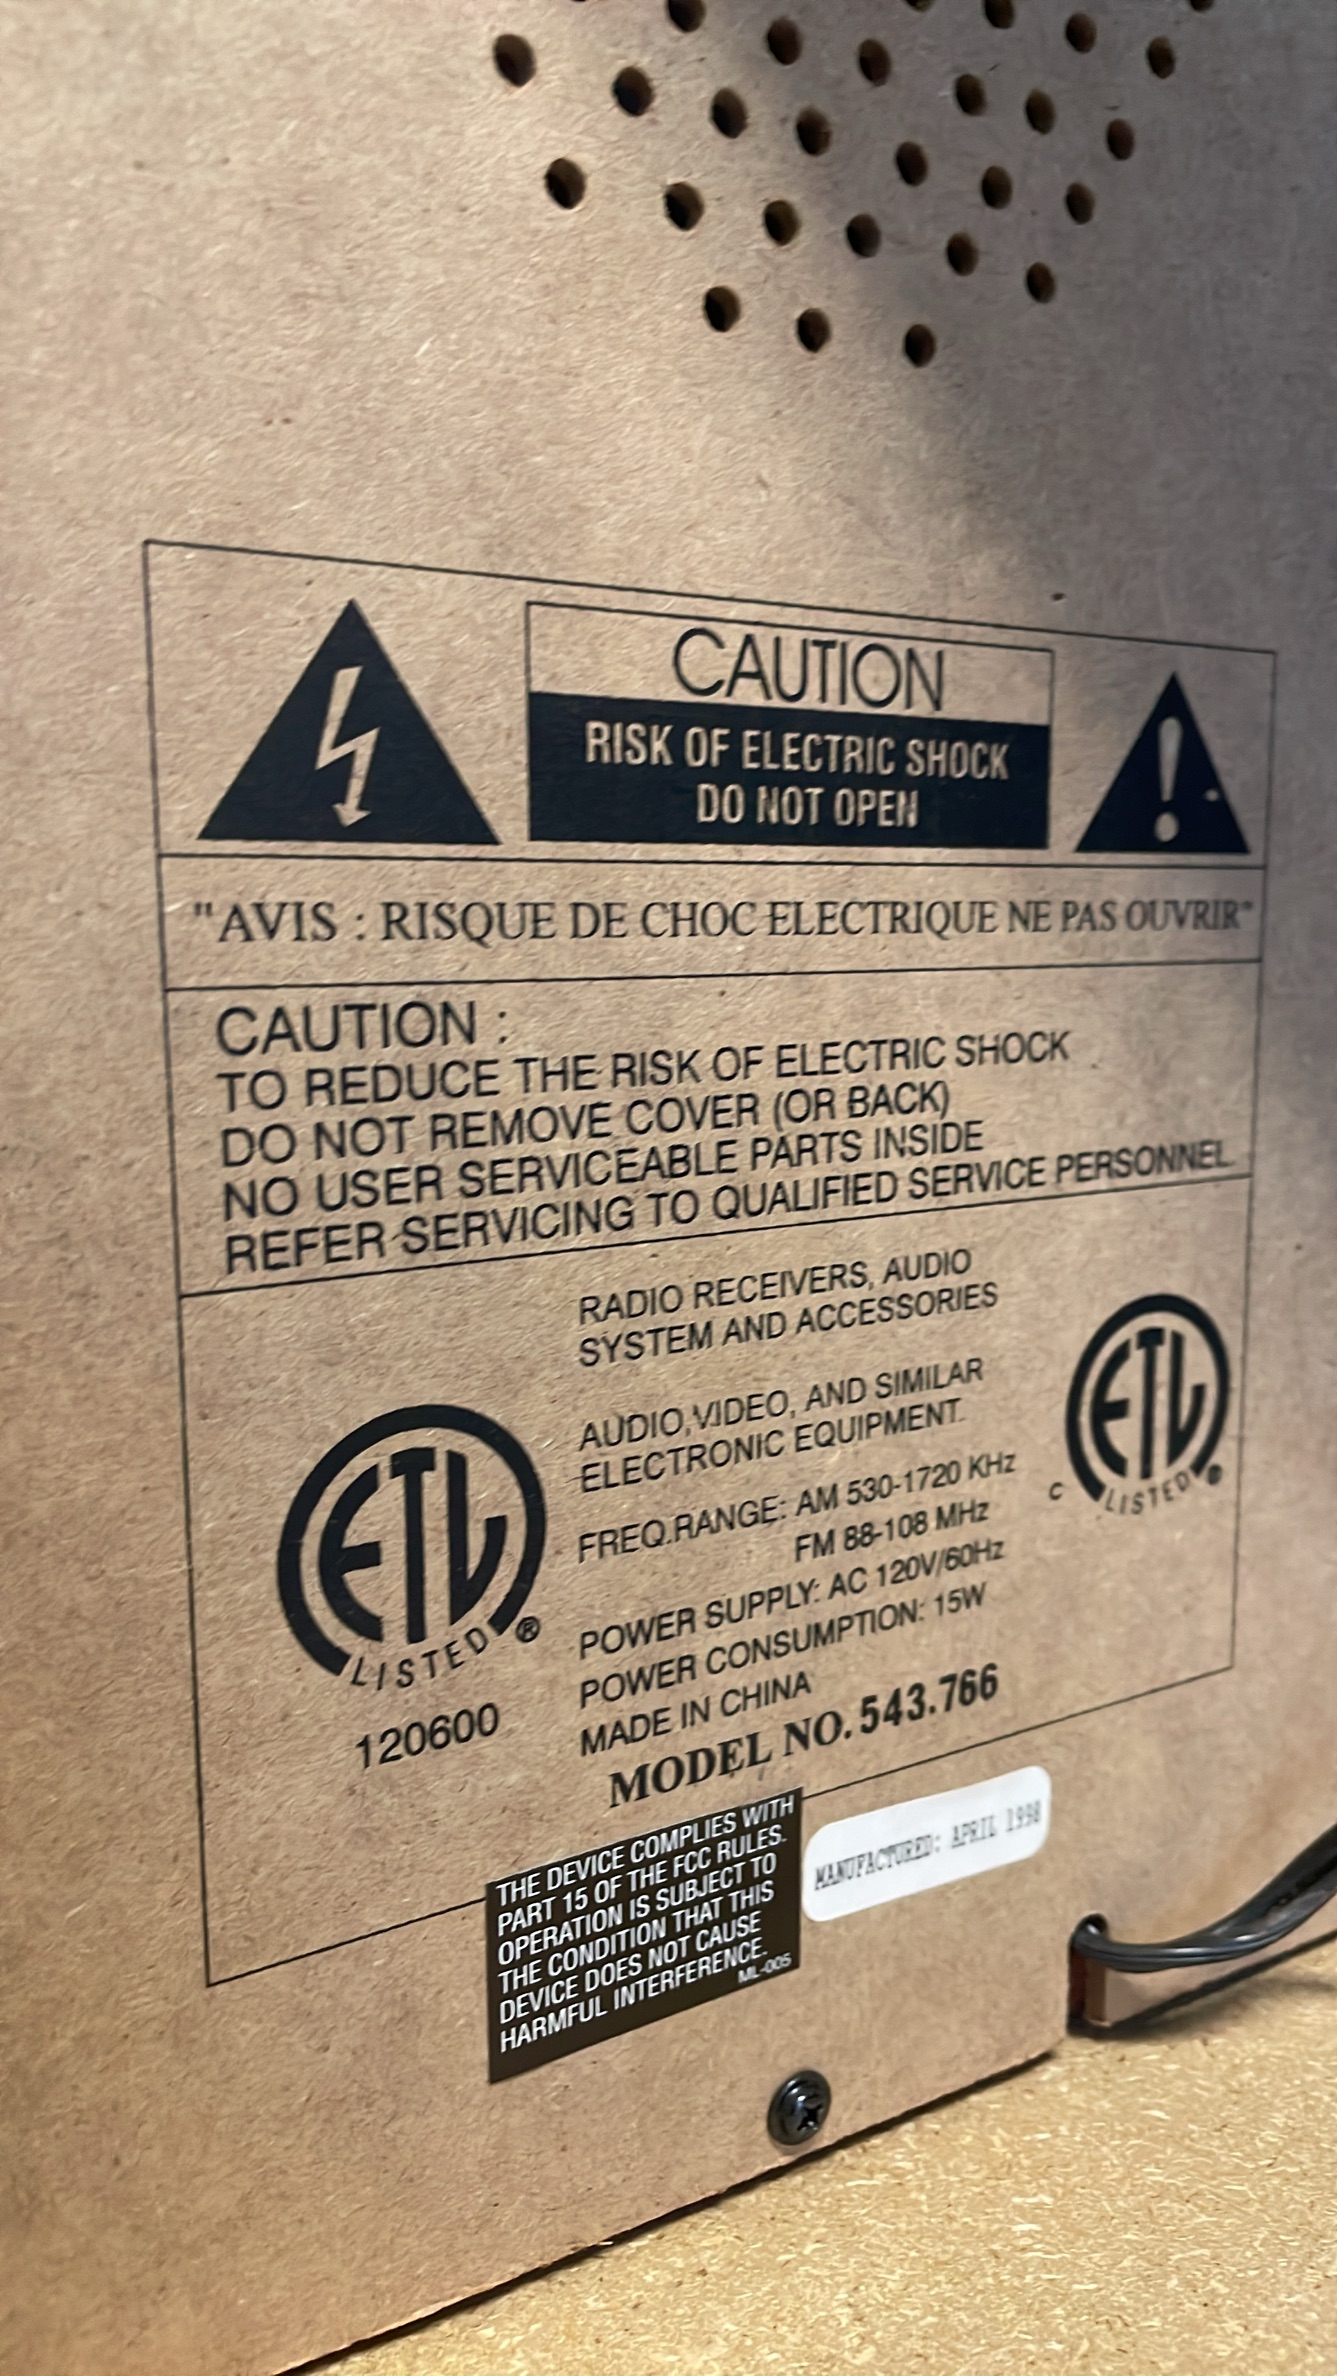 CAUTION
RISK OF ELECTRIC SHOCK
DO NOT OPEN
"AVIS : RISQUE DE CHOC ELECTRIQUE NE PAS OUVRIR"
CAUTION :
TO REDUCE THE RISK OF ELECTRIC SHOCK
DO NOT REMOVE COVER (OR BACK)
NO USER SERVICEABLE PARTS INSIDE
REFER SERVICING TO QUALIFIED SERVICE PERSONNEL
RADIO RECEIVERS, AUDIO
SYSTEM AND ACCESSORIES
AUDIO,VIDEO, AND SIMILAR
ELECTRONIC EQUIPMENT.
FREQ.RANGE: AM 530-1720 KHz
FM 88-108 MHz
POWER SUPPLY: AC 120V/60Hz
POWER CONSUMPTION: 15W
MADE IN CHINA
MODEL NO. 543.766
ETL
LISTED ®
120600
C
ETL
LISTED ®
THE DEVICE COMPLIES WITH
PART 15 OF THE FCC RULES.
OPERATION IS SUBJECT TO
THE CONDITION THAT THIS
DEVICE DOES NOT CAUSE
HARMFUL INTERFERENCE.
ML-005
MANUFACTURED: APRIL 1998